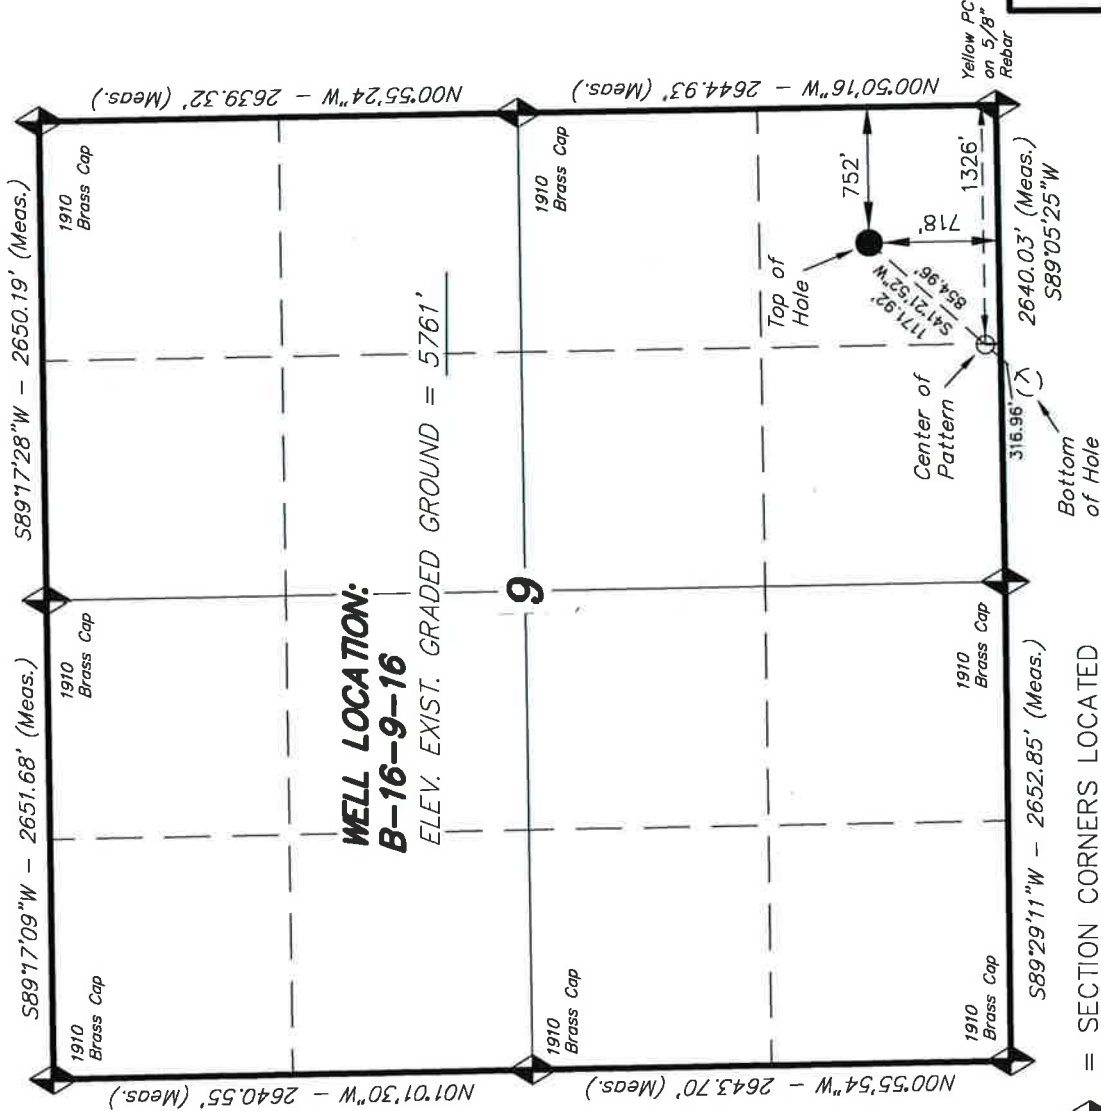 S89°17'09"W - 2651.68' (Meas.)
S89°17'28"W - 2650.19' (Meas.)
1910
Brass Cap
1910
Brass Cap
1910
Brass Cap
N01°01'30"W - 2640.55' (Meas.)
N00°55'24"W - 2639.32' (Meas.)
WELL LOCATION:
B-16-9-16
ELEV. EXIST. GRADED GROUND = 5761'
9
1910
Brass Cap
1910
Brass Cap
N00°55'54"W - 2643.70' (Meas.)
N00°50'16"W - 2644.93' (Meas.)
Top of
Hole
752'
718'
1171.92'
S41°21'52"W
854.96'
1326'
Center of
Pattern
316.96'
Bottom
of Hole
1910
Brass Cap
1910
Brass Cap
Yellow PC
on 5/8"
Rebar
S89°29'11"W - 2652.85' (Meas.)
2640.03' (Meas.)
S89°05'25"W
= SECTION CORNERS LOCATED